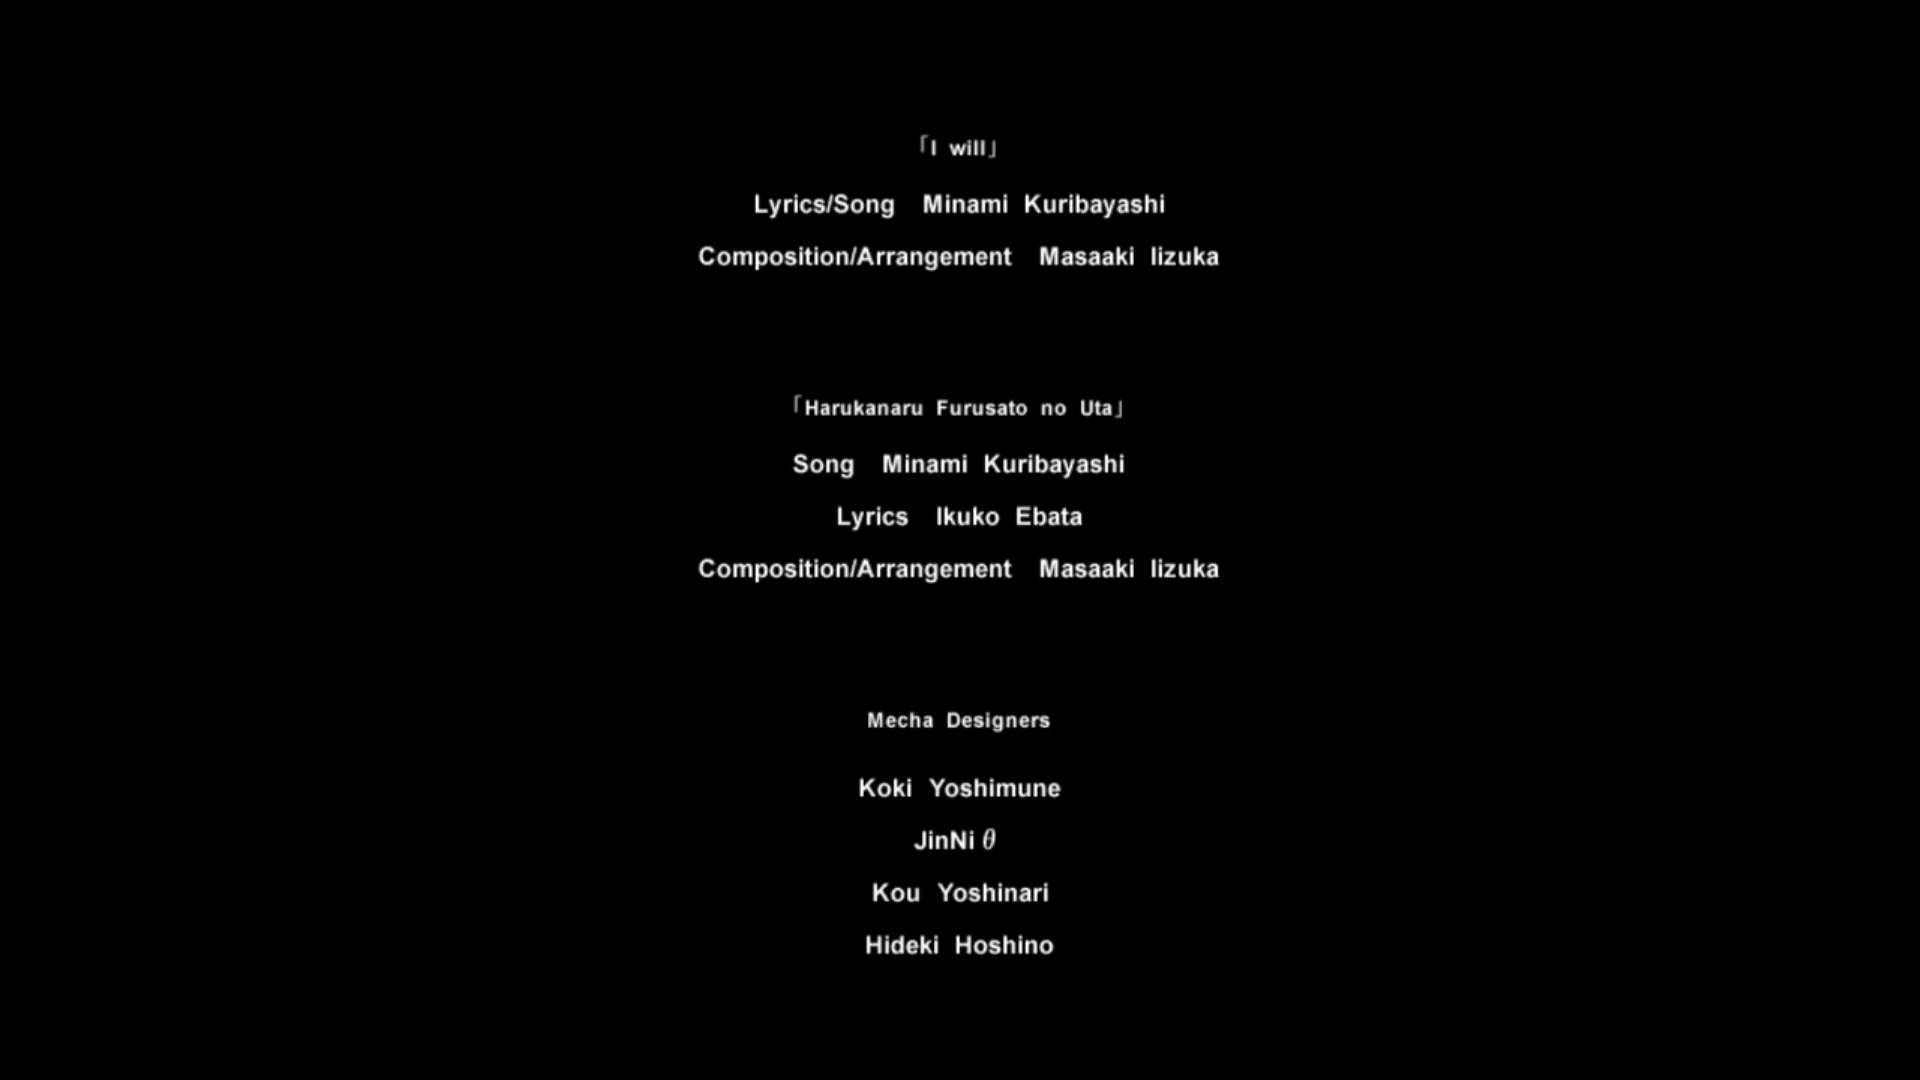 「I will」
Lyrics/Song Minami Kuribayashi
Composition/Arrangement Masaaki Iizuka
「Harukanaru Furusato no Uta」
Song Minami Kuribayashi
Lyrics Ikuko Ebata
Composition/Arrangement Masaaki Iizuka
Mecha Designers
Koki Yoshimune
JinNi θ
Kou Yoshinari
Hideki Hoshino